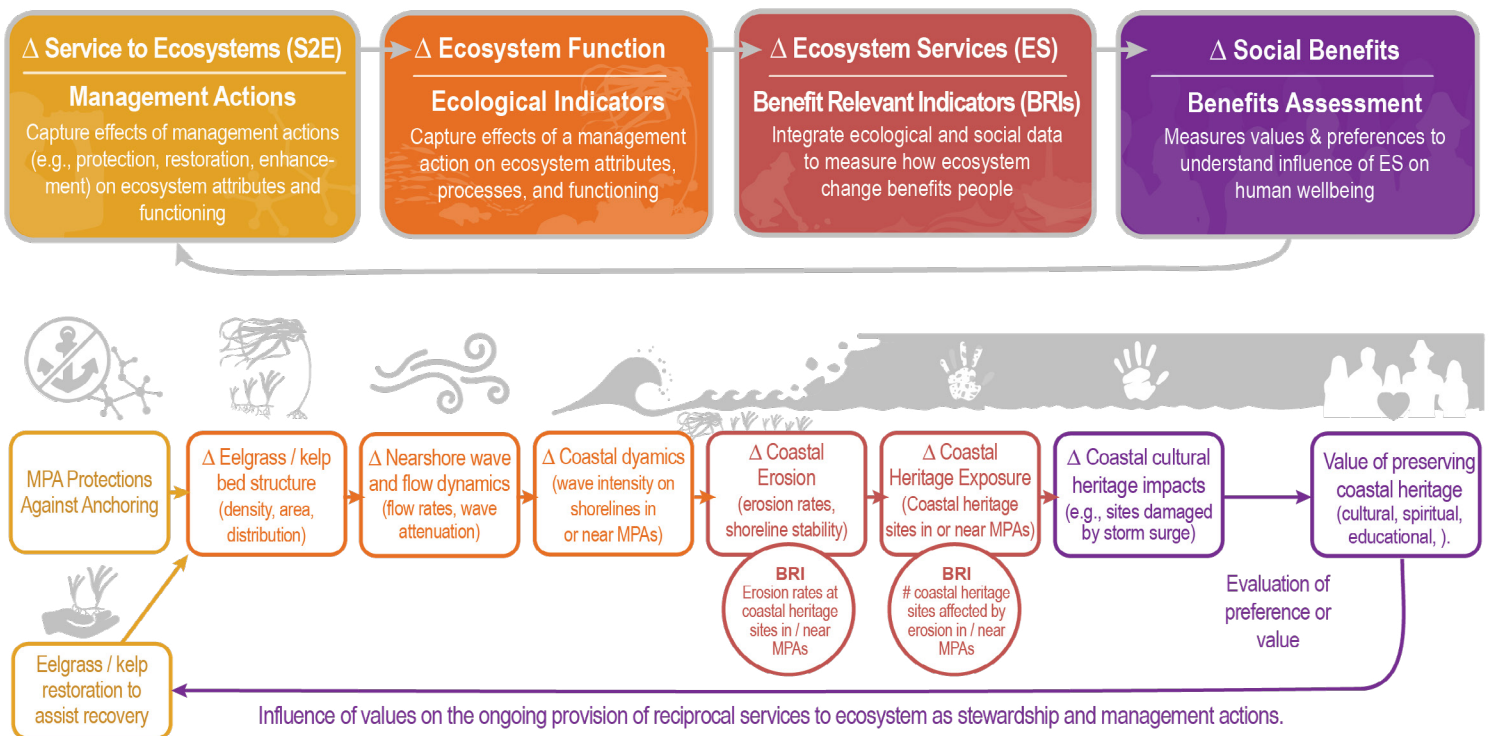 Δ Service to Ecosystems (S2E)
Management Actions
Capture effects of management actions
(e.g., protection, restoration, enhance-
ment) on ecosystem attributes and
functioning
Δ Ecosystem Function
Ecological Indicators
Capture effects of a management
action on ecosystem attributes,
processes, and functioning
Δ Ecosystem Services (ES)
Benefit Relevant Indicators (BRIs)
Integrate ecological and social data
to measure how ecosystem
change benefits people
Δ Social Benefits
Benefits Assessment
Measures values & preferences to
understand influence of ES on
human wellbeing
MPA Protections
Against Anchoring
Δ Eelgrass / kelp
bed structure
(density, area,
distribution)
Δ Nearshore wave
and flow dynamics
(flow rates, wave
attenuation)
Δ Coastal dyamics
(wave intensity on
shorelines in
or near MPAs)
Δ Coastal
Erosion
(erosion rates,
shoreline stability)
BRI
Erosion rates at
coastal heritage
sites in / near
MPAs
Δ Coastal
Heritage Exposure
(Coastal heritage
sites in or near MPAs)
BRI
# coastal heritage
sites affected by
erosion in / near
MPAs
Δ Coastal cultural
heritage impacts
(e.g., sites damaged
by storm surge)
Value of preserving
coastal heritage
(cultural, spiritual,
educational, ).
Evaluation of
preference or
value
Eelgrass / kelp
restoration to
assist recovery
Influence of values on the ongoing provision of reciprocal services to ecosystem as stewardship and management actions.